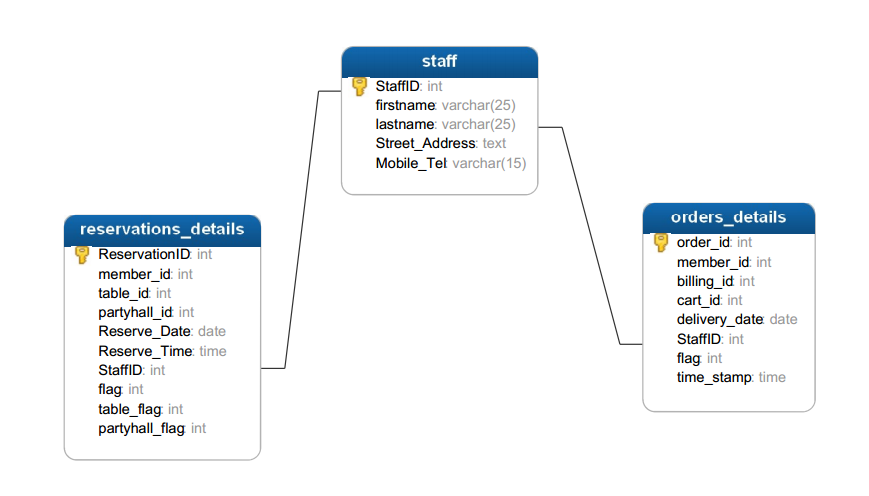 staff
StaffID: int
firstname: varchar(25)
lastname: varchar(25)
Street_Address: text
Mobile_Tel: varchar(15)
reservations_details
ReservationID: int
member_id: int
table_id: int
partyhall_id: int
Reserve_Date: date
Reserve_Time: time
StaffID: int
flag: int
table_flag: int
partyhall_flag: int
orders_details
order_id: int
member_id: int
billing_id: int
cart_id: int
delivery_date: date
StaffID: int
flag: int
time_stamp: time